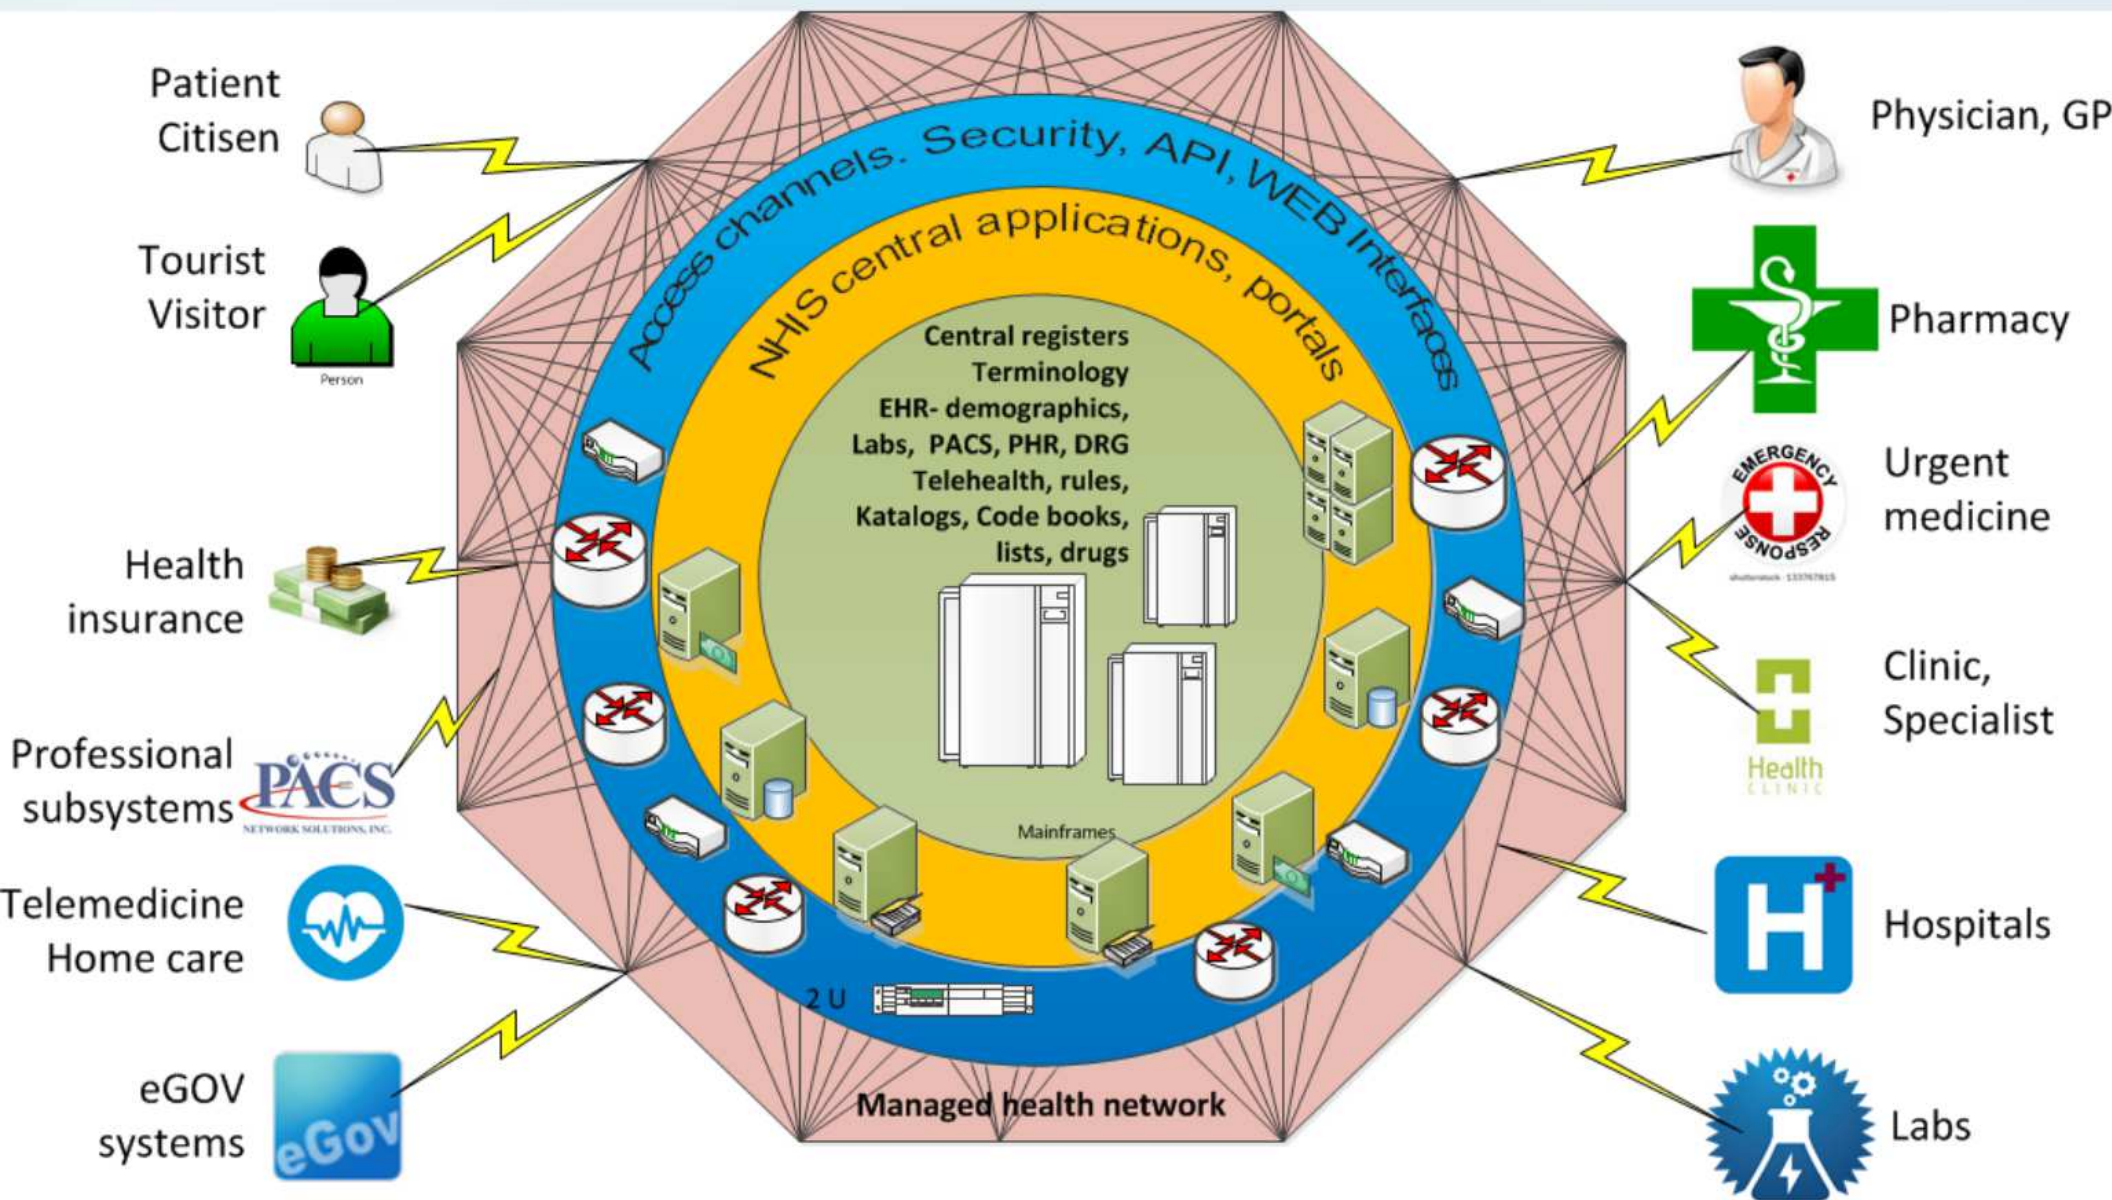 Patient
Citisen
Tourist
Visitor
Person
Health
insurance
Professional
subsystems
PACS
NETWORK SOLUTIONS, INC.
Telemedicine
Home care
eGOV
systems
eGov
Access channels. Security, API, WEB Interfaces
NHIS central applications, portals
Central registers
Terminology
EHR- demographics,
Labs, PACS, PHR, DRG
Telehealth, rules,
Katalogs, Code books,
lists, drugs
Mainframes
2 U
Managed health network
Physician, GP
Pharmacy
EMERGENCY
RESPONSE
shutterstock · 133767815
Urgent
medicine
Clinic,
Specialist
Health
CLINIC
H
Hospitals
Labs